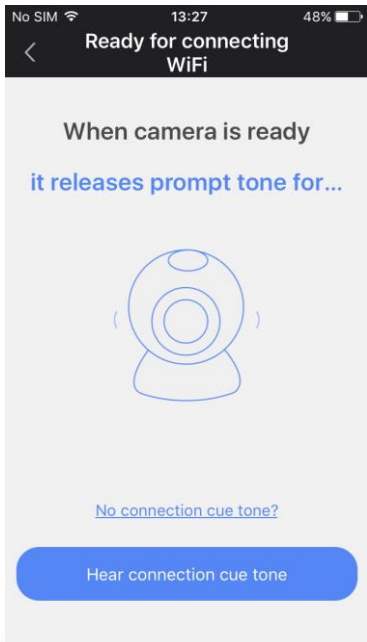 No SIM 13:27 48%
Ready for connecting
WiFi
When camera is ready
it releases prompt tone for...
No connection cue tone?
Hear connection cue tone